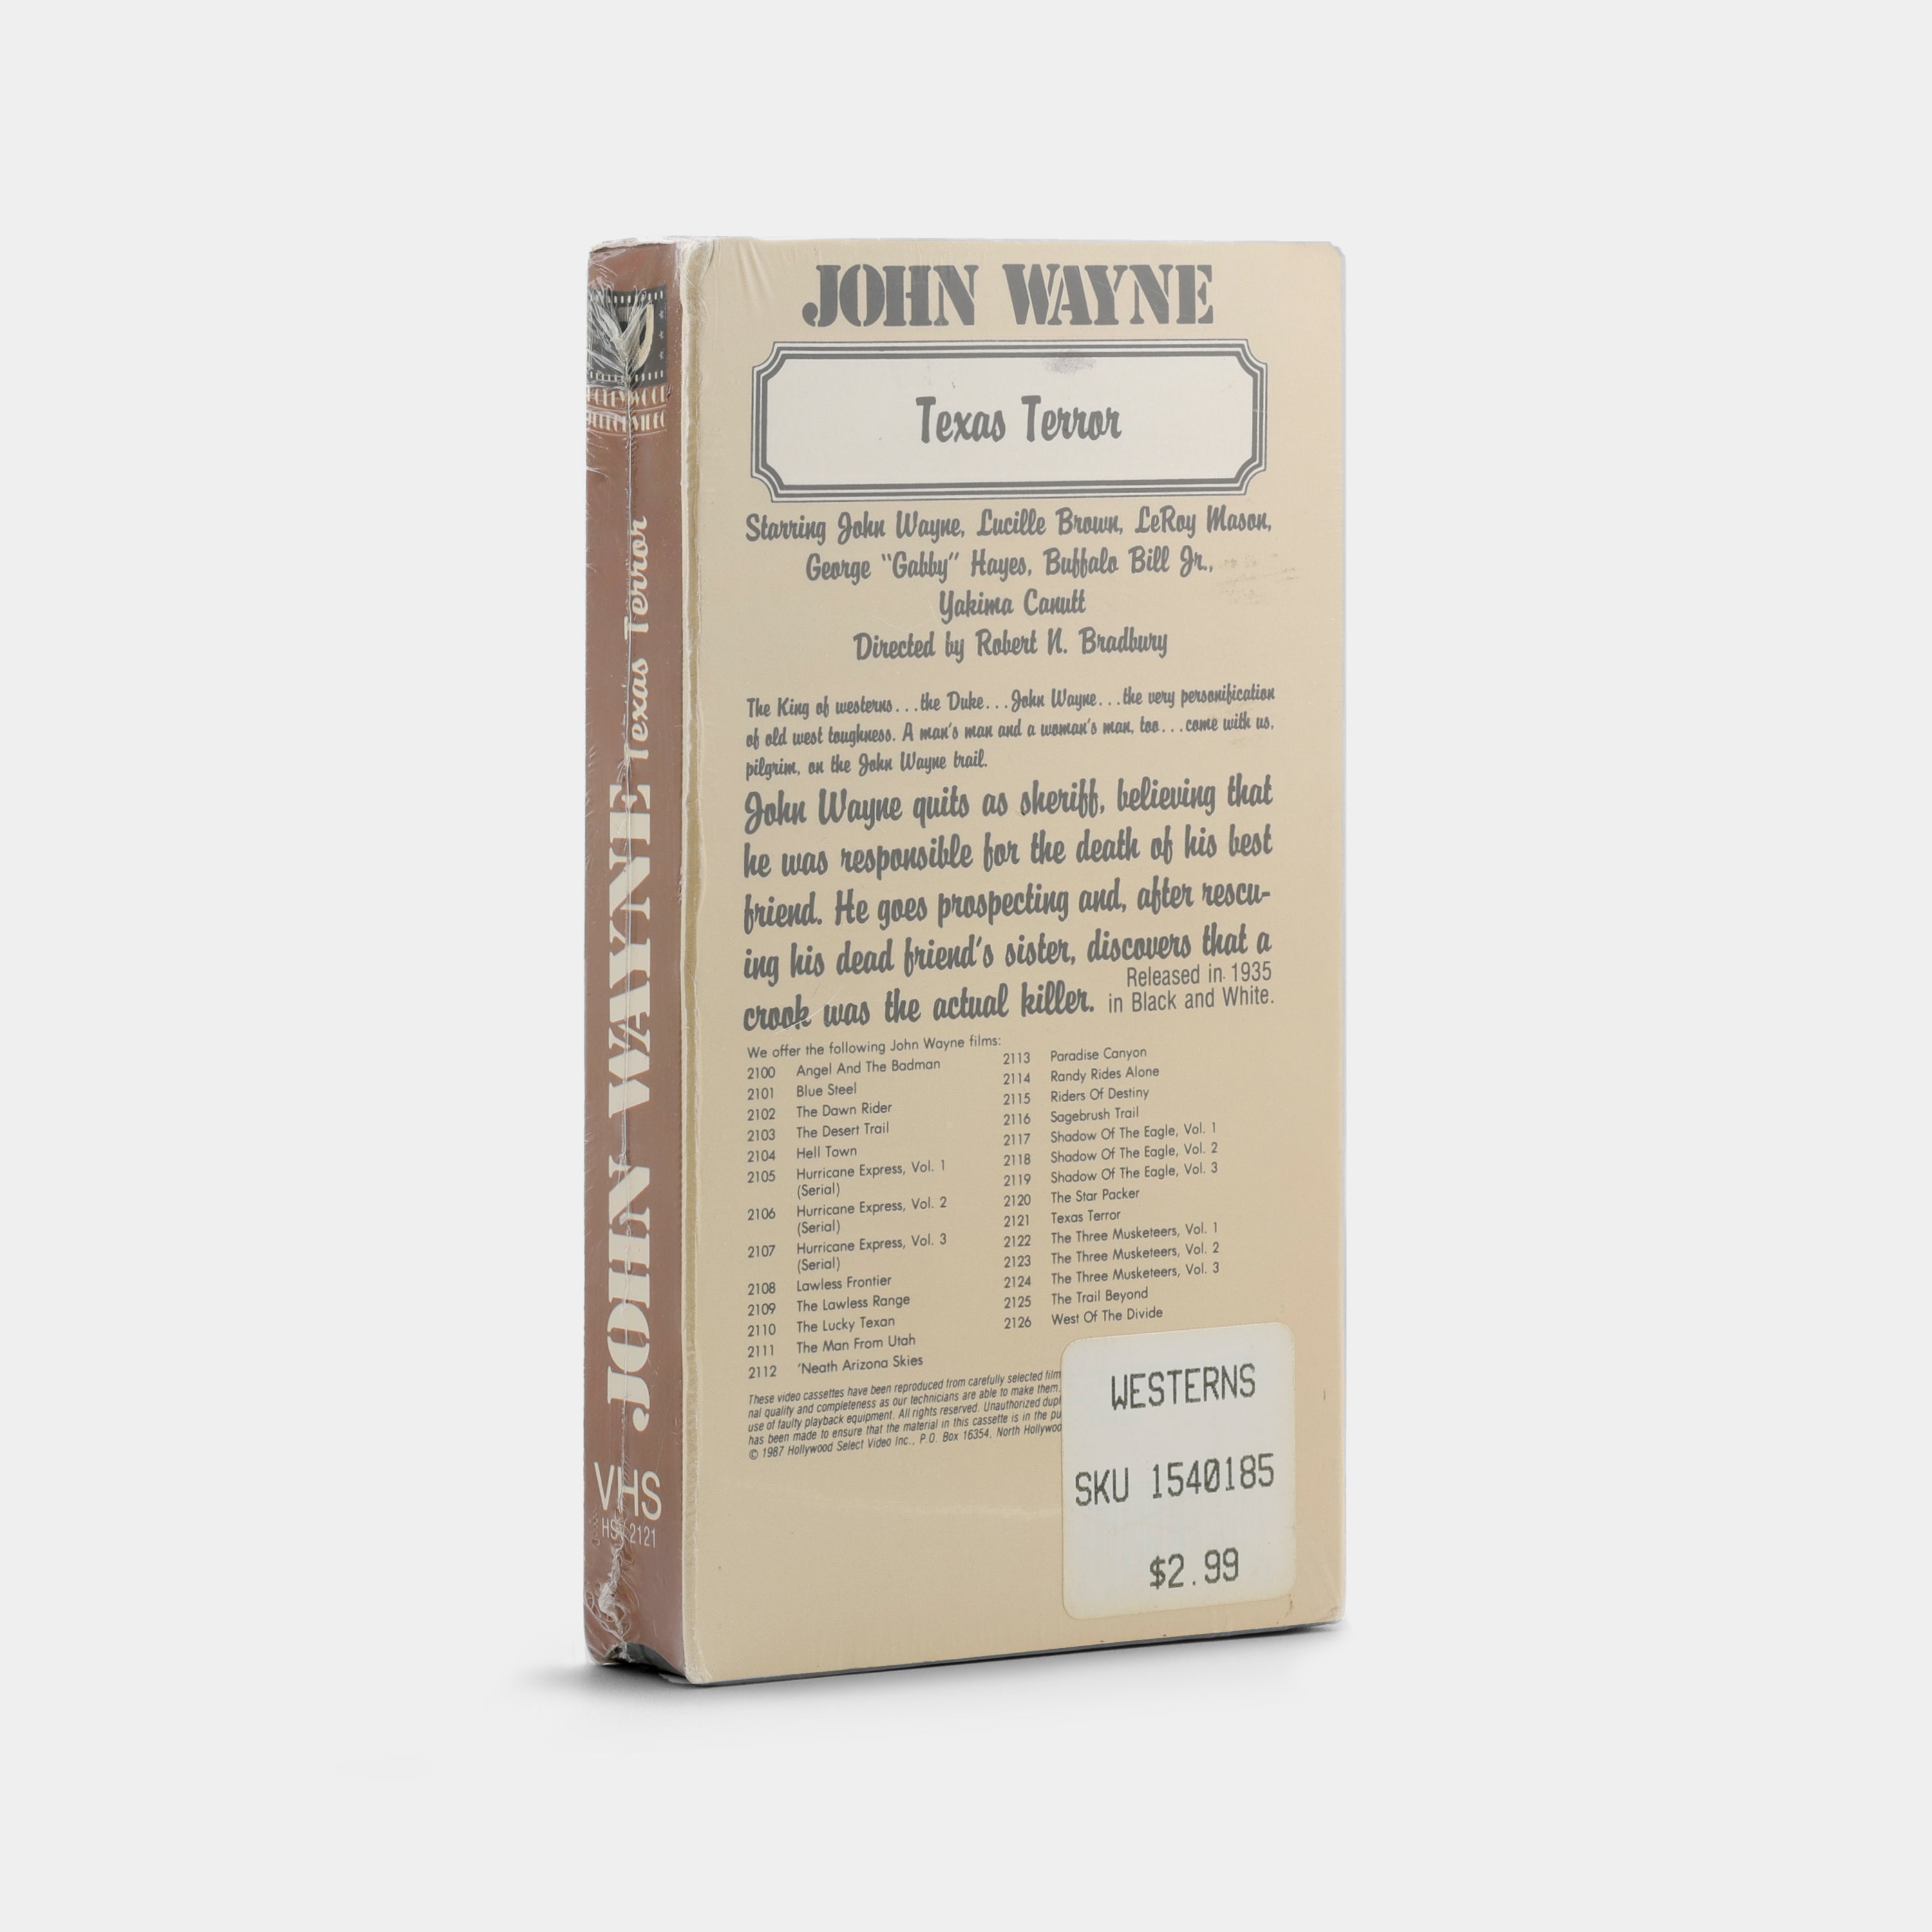 HOLLYWOOD
SELECT VIDEO
JOHN WAYNE Texas Terror
VHS
HSV 2121
JOHN WAYNE
Texas Terror
Starring John Wayne, Lucille Brown, LeRoy Mason,
George "Gabby" Hayes, Buffalo Bill Jr.,
Yakima Canutt
Directed by Robert N. Bradbury
The King of westerns...the Duke...John Wayne...the very personification
of old west toughness. A man's man and a woman's man, too...come with us,
pilgrim, on the John Wayne trail.
John Wayne quits as sheriff, believing that
he was responsible for the death of his best
friend. He goes prospecting and, after rescu-
ing his dead friend's sister, discovers that a
crook was the actual killer.
Released in 1935
in Black and White.
We offer the following John Wayne films:
2100 Angel And The Badman
2101 Blue Steel
2102 The Dawn Rider
2103 The Desert Trail
2104 Hell Town
2105 Hurricane Express, Vol. 1
(Serial)
2106 Hurricane Express, Vol. 2
(Serial)
2107 Hurricane Express, Vol. 3
(Serial)
2108 Lawless Frontier
2109 The Lawless Range
2110 The Lucky Texan
2111 The Man From Utah
2112 'Neath Arizona Skies
2113 Paradise Canyon
2114 Randy Rides Alone
2115 Riders Of Destiny
2116 Sagebrush Trail
2117 Shadow Of The Eagle, Vol. 1
2118 Shadow Of The Eagle, Vol. 2
2119 Shadow Of The Eagle, Vol. 3
2120 The Star Packer
2121 Texas Terror
2122 The Three Musketeers, Vol. 1
2123 The Three Musketeers, Vol. 2
2124 The Three Musketeers, Vol. 3
2125 The Trail Beyond
2126 West Of The Divide
These video cassettes have been reproduced from carefully selected film
nal quality and completeness as our technicians are able to make them.
use of faulty playback equipment. All rights reserved. Unauthorized dupl
has been made to ensure that the material in this cassette is in the pu
© 1987 Hollywood Select Video Inc., P.O. Box 16354, North Hollywoo
WESTERNS
SKU 1540185
$2.99